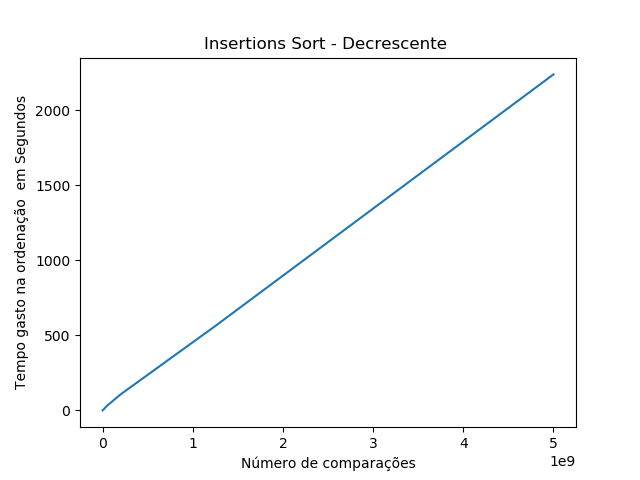 Insertions Sort - Decrescente
Tempo gasto na ordenação  em Segundos
2000
1500
1000
500
0
0 1 2 3 4 5
1e9
Número de comparações